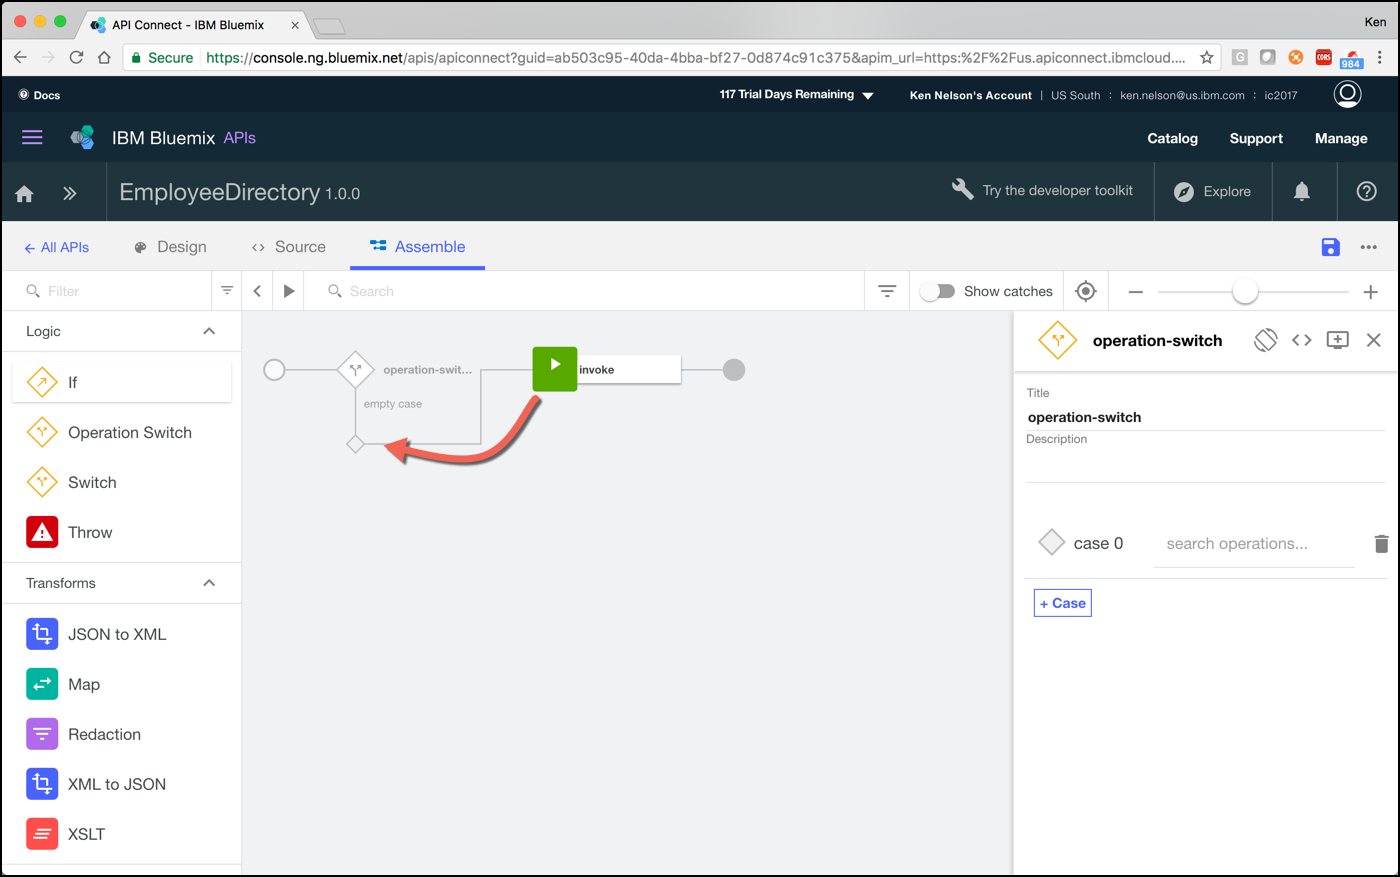 API Connect - IBM Bluemix
Ken
Secure https://console.ng.bluemix.net/apis/apiconnect?guid=ab503c95-40da-4bba-bf27-0d874c91c375&apim_url=https:%2F%2Fus.apiconnect.ibmcloud....
G
CORS
984
Docs
117 Trial Days Remaining
Ken Nelson's Account | US South : ken.nelson@us.ibm.com : ic2017
IBM Bluemix APIs
Catalog Support Manage
EmployeeDirectory 1.0.0
Try the developer toolkit
Explore
All APIs
Design
Source
Assemble
Filter
Search
Show catches
Logic
If
Operation Switch
Switch
Throw
Transforms
JSON to XML
Map
Redaction
XML to JSON
XSLT
operation-swit...
empty case
invoke
operation-switch
Title
operation-switch
Description
case 0
search operations...
+ Case